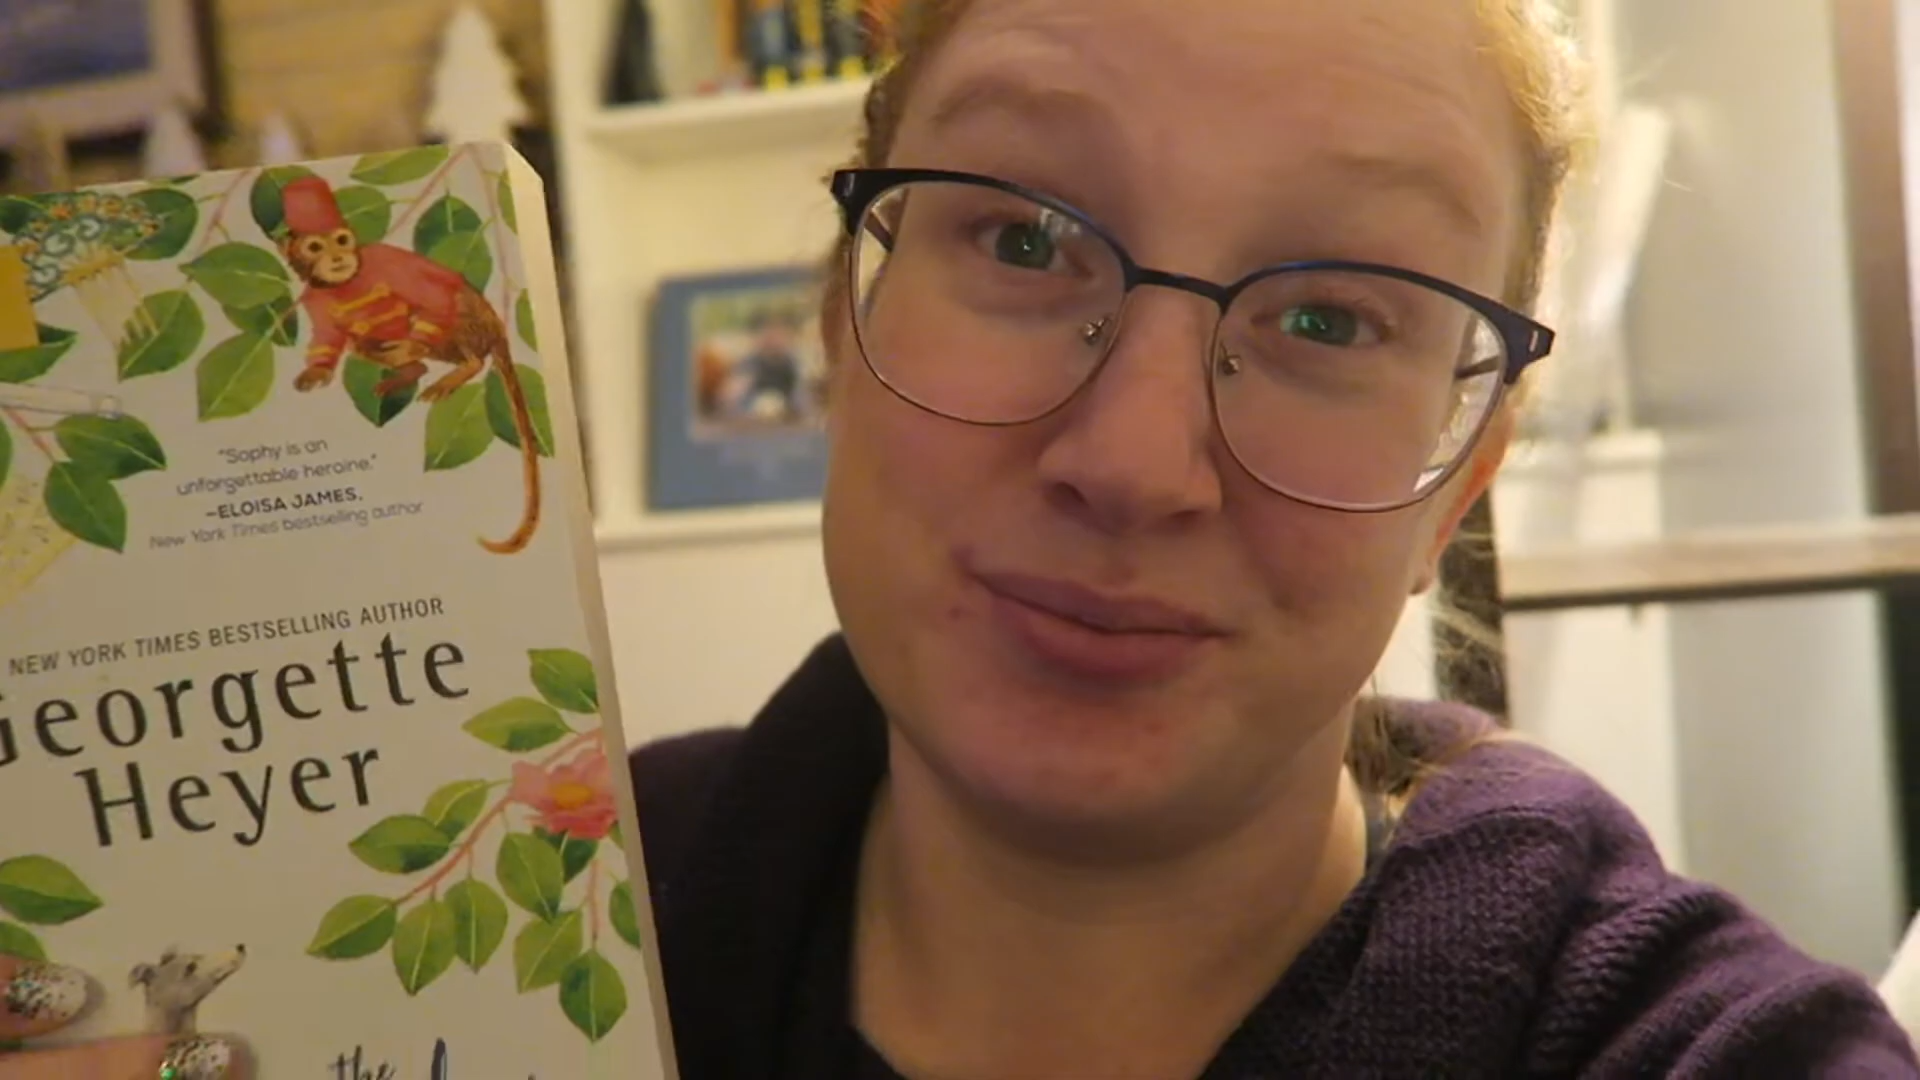 "Sophy is an
unforgettable heroine."
–ELOISA JAMES,
New York Times bestselling author
NEW YORK TIMES BESTSELLING AUTHOR
Georgette
Heyer
the